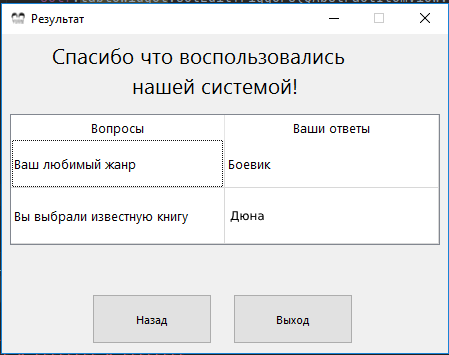 Результат
Спасибо что воспользовались
нашей системой!
Вопросы Ваши ответы
Ваш любимый жанр Боевик
Вы выбрали известную книгу Дюна
Назад Выход